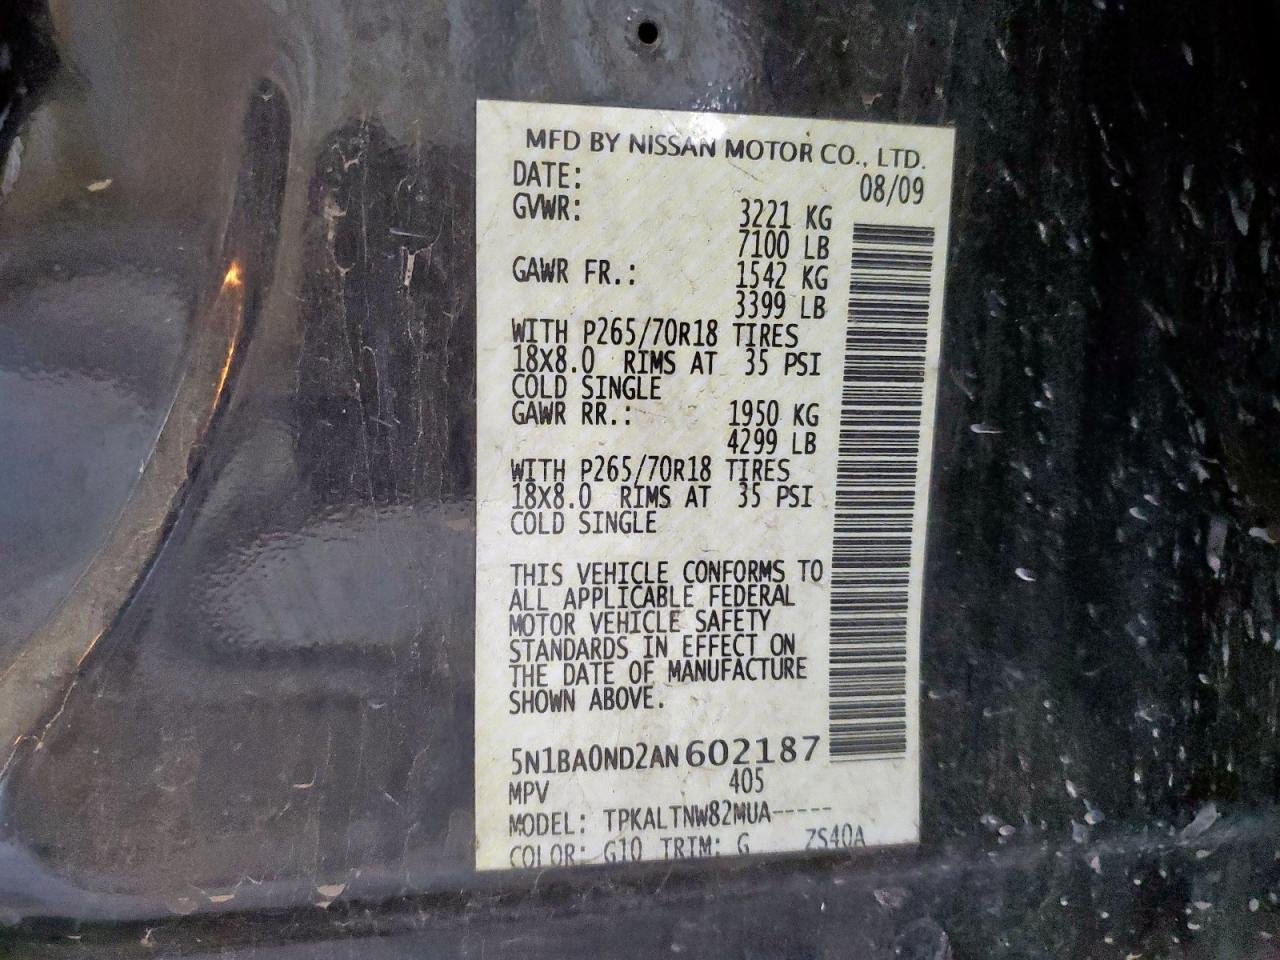 MFD BY NISSAN MOTOR CO., LTD.
DATE: 08/09
GVWR: 3221 KG
7100 LB
GAWR FR.: 1542 KG
3399 LB
WITH P265/70R18 TIRES
18X8.0 RIMS AT 35 PSI
COLD SINGLE
GAWR RR.: 1950 KG
4299 LB
WITH P265/70R18 TIRES
18X8.0 RIMS AT 35 PSI
COLD SINGLE
THIS VEHICLE CONFORMS TO
ALL APPLICABLE FEDERAL
MOTOR VEHICLE SAFETY
STANDARDS IN EFFECT ON
THE DATE OF MANUFACTURE
SHOWN ABOVE.
5N1BA0ND2AN602187
MPV 405
MODEL: TPKALTNW82MUA-----
COLOR: G10 TRIM: G ZS40A